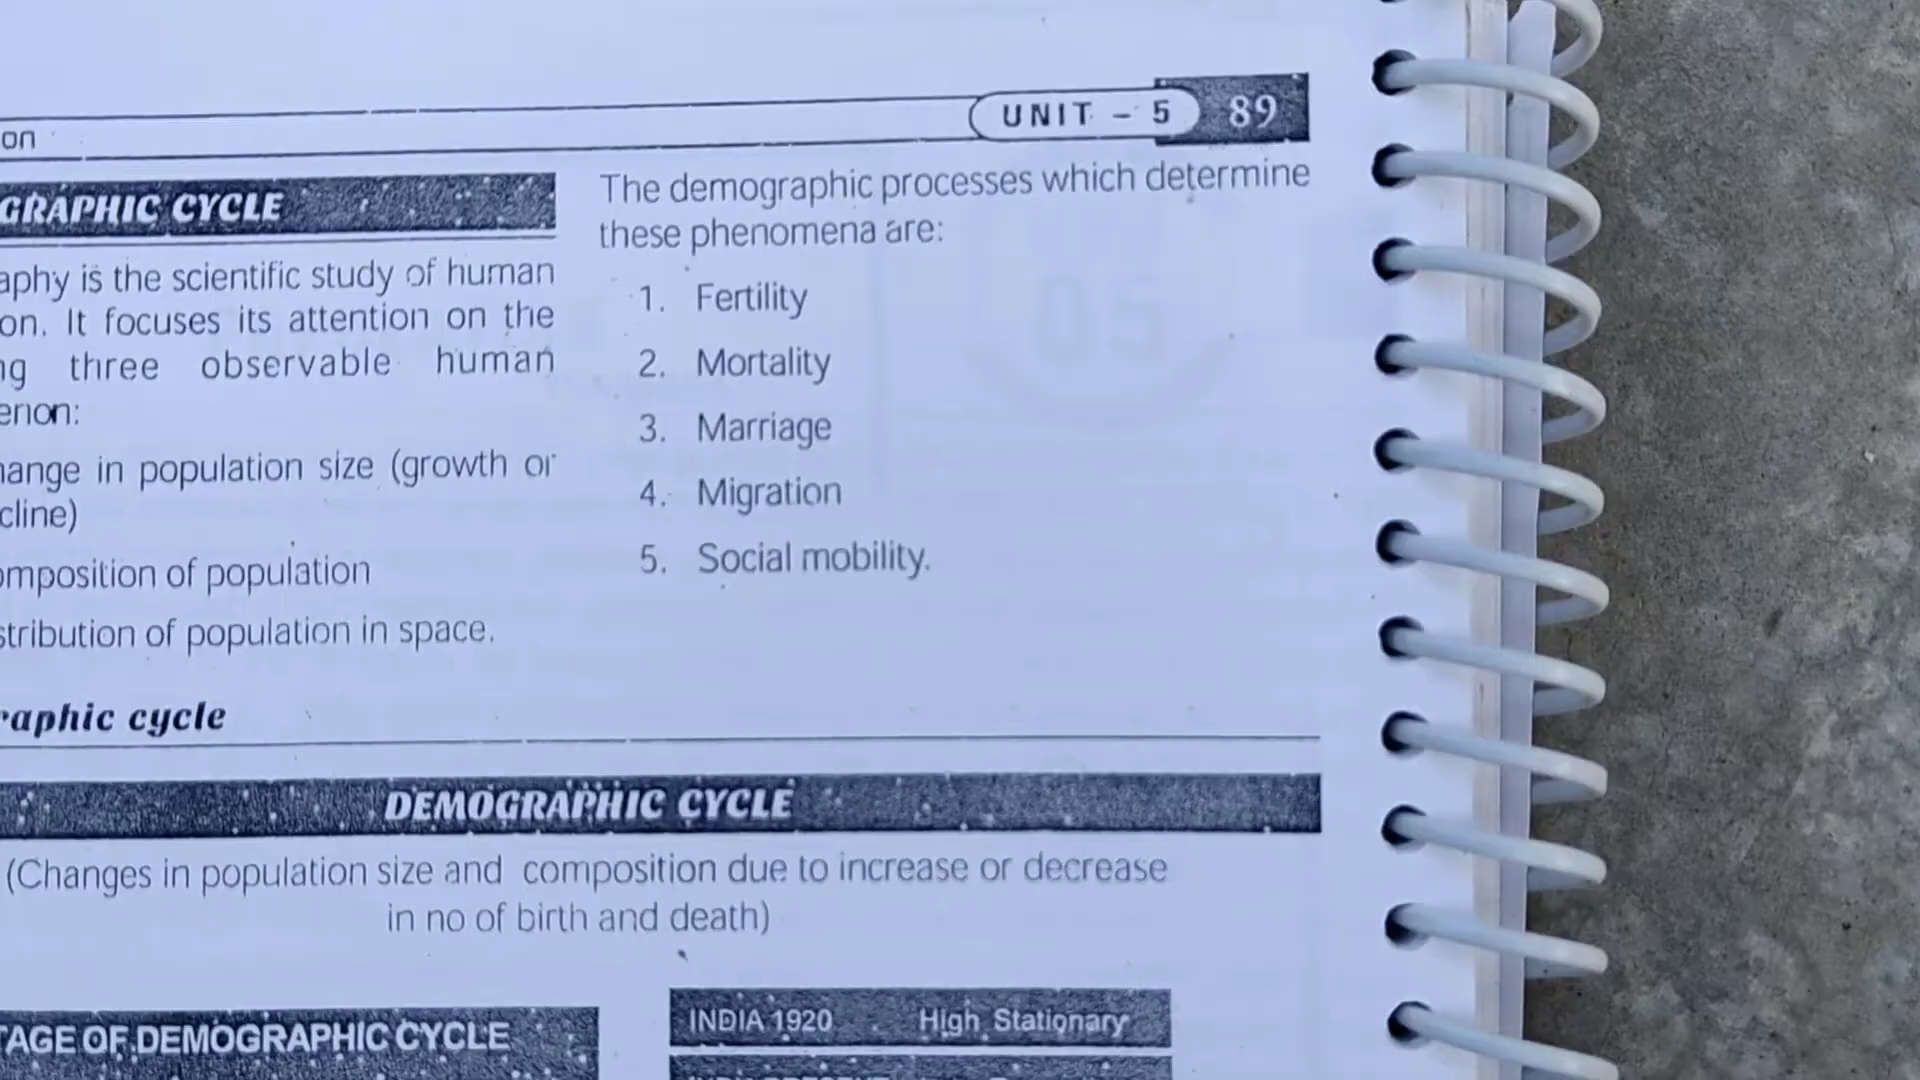 on
UNIT - 5 89
GRAPHIC CYCLE
aphy is the scientific study of human
on. It focuses its attention on the
ng three observable human
enon:
hange in population size (growth or
cline)
omposition of population
stribution of population in space.
The demographic processes which determine
these phenomena are:
1. Fertility
2. Mortality
3. Marriage
4. Migration
5. Social mobility.
raphic cycle
DEMOGRAPHIC CYCLE
(Changes in population size and composition due to increase or decrease
in no of birth and death)
TAGE OF DEMOGRAPHIC CYCLE
INDIA 1920 High Stationary